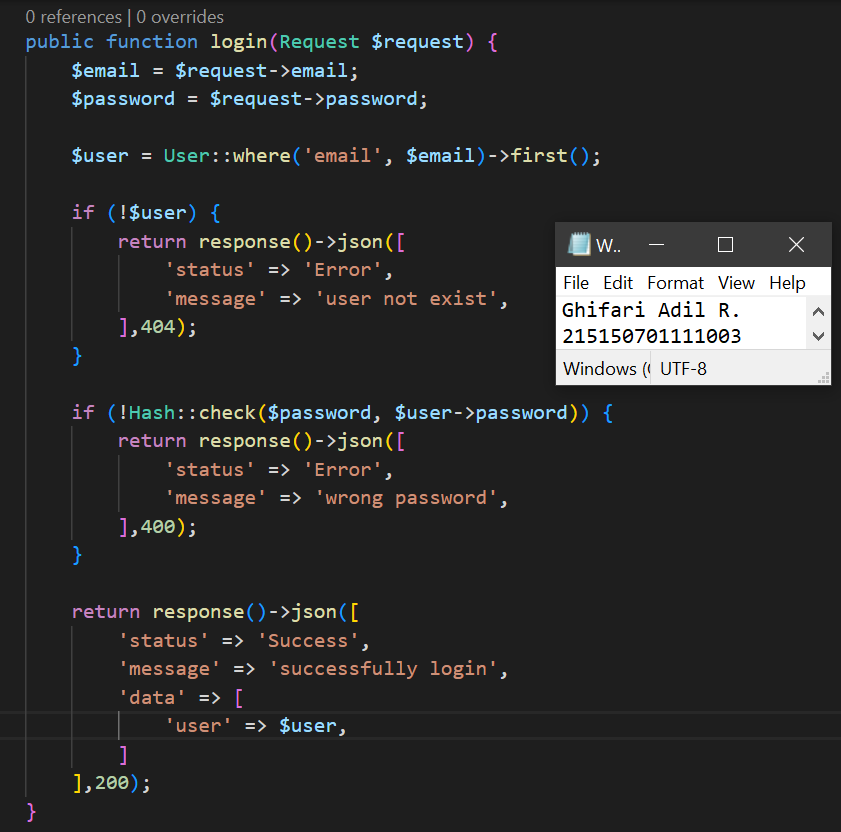 0 references | 0 overrides
public function login(Request $request) {
    $email = $request->email;
    $password = $request->password;

    $user = User::where('email', $email)->first();

    if (!$user) {
        return response()->json([
            'status' => 'Error',
            'message' => 'user not exist',
        ],404);
    }

    if (!Hash::check($password, $user->password)) {
        return response()->json([
            'status' => 'Error',
            'message' => 'wrong password',
        ],400);
    }

    return response()->json([
        'status' => 'Success',
        'message' => 'successfully login',
        'data' => [
            'user' => $user,
        ]
    ],200);
}
W..
File Edit Format View Help
Ghifari Adil R.
215150701111003
Windows ( UTF-8